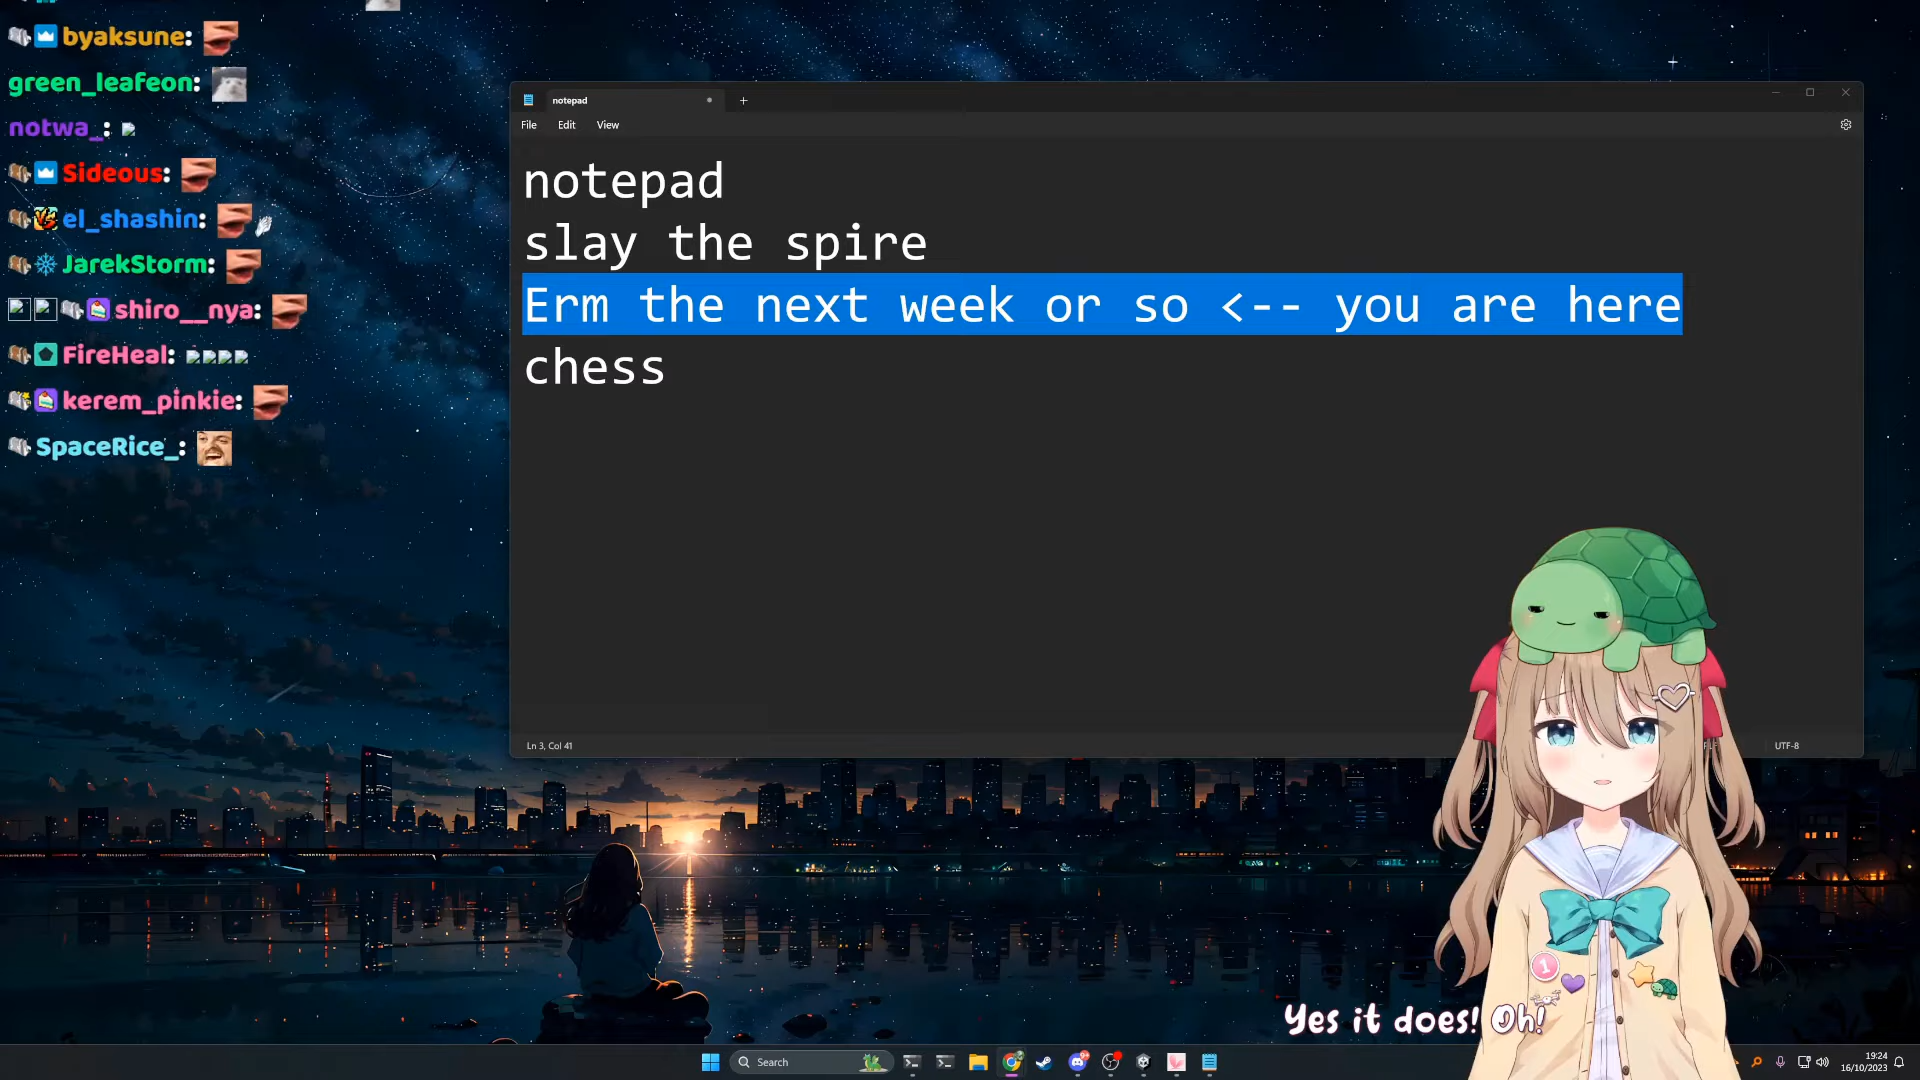 byaksune:
green_leafeon:
notwa_:
Sideous:
el_shashin:
JarekStorm:
shiro__nya:
FireHeal:
kerem_pinkie:
SpaceRice_:
notepad
File Edit View
notepad
slay the spire
Erm the next week or so <-- you are here
chess
Ln 3, Col 41
UTF-8
1
Yes it does! Oh!
Search
19:24
16/10/2023